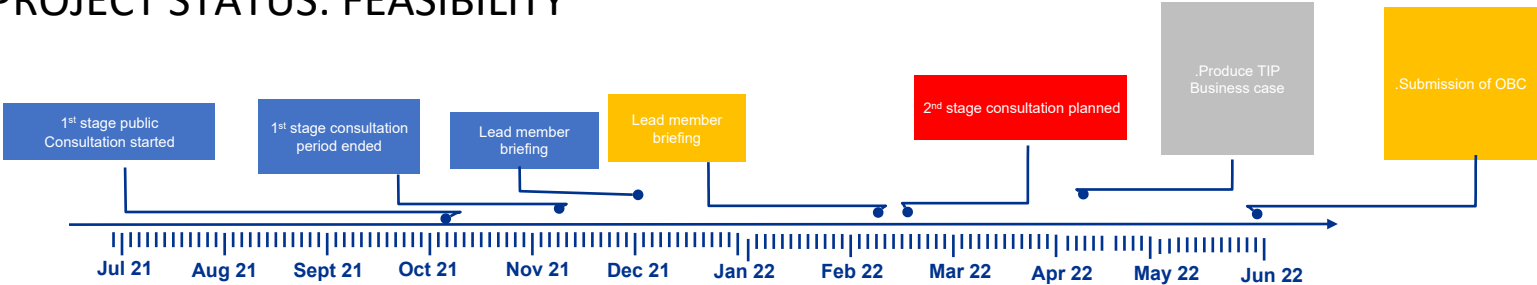 PROJECT STATUS: FEASIBILITY
1st stage public
Consultation started
1st stage consultation
period ended
Lead member
briefing
Lead member
briefing
2nd stage consultation planned
.Produce TIP
Business case
.Submission of OBC
Jul 21
Aug 21
Sept 21
Oct 21
Nov 21
Dec 21
Jan 22
Feb 22
Mar 22
Apr 22
May 22
Jun 22